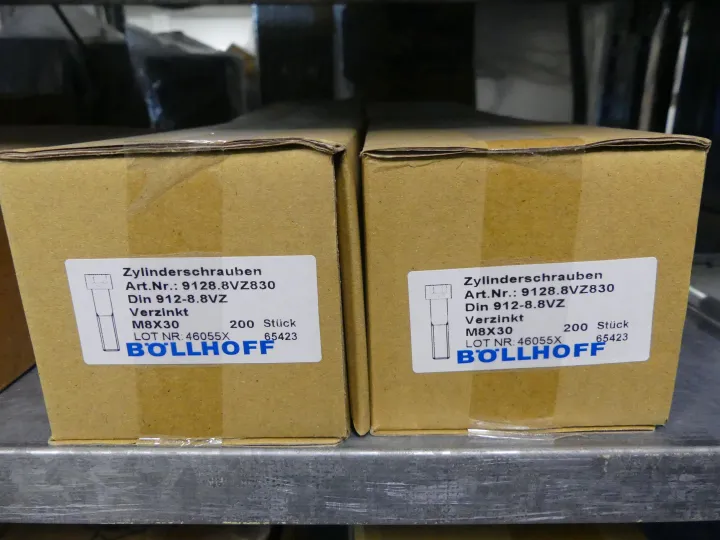 Zylinderschrauben
Art.Nr.: 9128.8VZ830
Din 912-8.8VZ
Verzinkt
M8X30 200 Stück
LOT NR: 46055X 65423
BÖLLHOFF
Zylinderschrauben
Art.Nr.: 9128.8VZ830
Din 912-8.8VZ
Verzinkt
M8X30 200 Stück
LOT NR: 46055X 65423
BÖLLHOFF